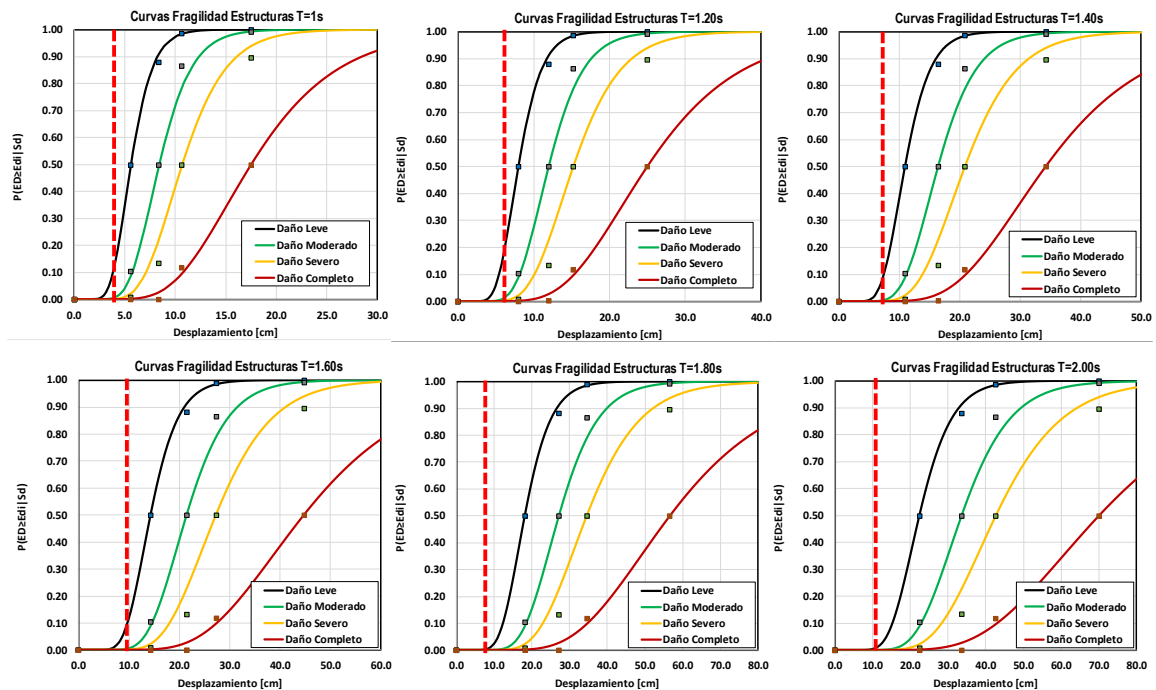 Curvas Fragilidad Estructuras T=1s
P(ED≥Edi|Sd)
1.00
0.90
0.80
0.70
0.60
0.50
0.40
0.30
0.20
0.10
0.00
Daño Leve
Daño Moderado
Daño Severo
Daño Completo
0.0 5.0 10.0 15.0 20.0 25.0 30.0
Desplazamiento [cm]
Curvas Fragilidad Estructuras T=1.20s
P(ED≥Edi|Sd)
1.00
0.90
0.80
0.70
0.60
0.50
0.40
0.30
0.20
0.10
0.00
Daño Leve
Daño Moderado
Daño Severo
Daño Completo
0.0 10.0 20.0 30.0 40.0
Desplazamiento [cm]
Curvas Fragilidad Estructuras T=1.40s
P(ED≥Edi|Sd)
1.00
0.90
0.80
0.70
0.60
0.50
0.40
0.30
0.20
0.10
0.00
Daño Leve
Daño Moderado
Daño Severo
Daño Completo
0.0 10.0 20.0 30.0 40.0 50.0
Desplazamiento [cm]
Curvas Fragilidad Estructuras T=1.60s
P(ED≥Edi|Sd)
1.00
0.90
0.80
0.70
0.60
0.50
0.40
0.30
0.20
0.10
0.00
Daño Leve
Daño Moderado
Daño Severo
Daño Completo
0.0 10.0 20.0 30.0 40.0 50.0 60.0
Desplazamiento [cm]
Curvas Fragilidad Estructuras T=1.80s
P(ED≥Edi|Sd)
1.00
0.90
0.80
0.70
0.60
0.50
0.40
0.30
0.20
0.10
0.00
Daño Leve
Daño Moderado
Daño Severo
Daño Completo
0.0 10.0 20.0 30.0 40.0 50.0 60.0 70.0 80.0
Desplazamiento [cm]
Curvas Fragilidad Estructuras T=2.00s
P(ED≥Edi|Sd)
1.00
0.90
0.80
0.70
0.60
0.50
0.40
0.30
0.20
0.10
0.00
Daño Leve
Daño Moderado
Daño Severo
Daño Completo
0.0 10.0 20.0 30.0 40.0 50.0 60.0 70.0 80.0
Desplazamiento [cm]